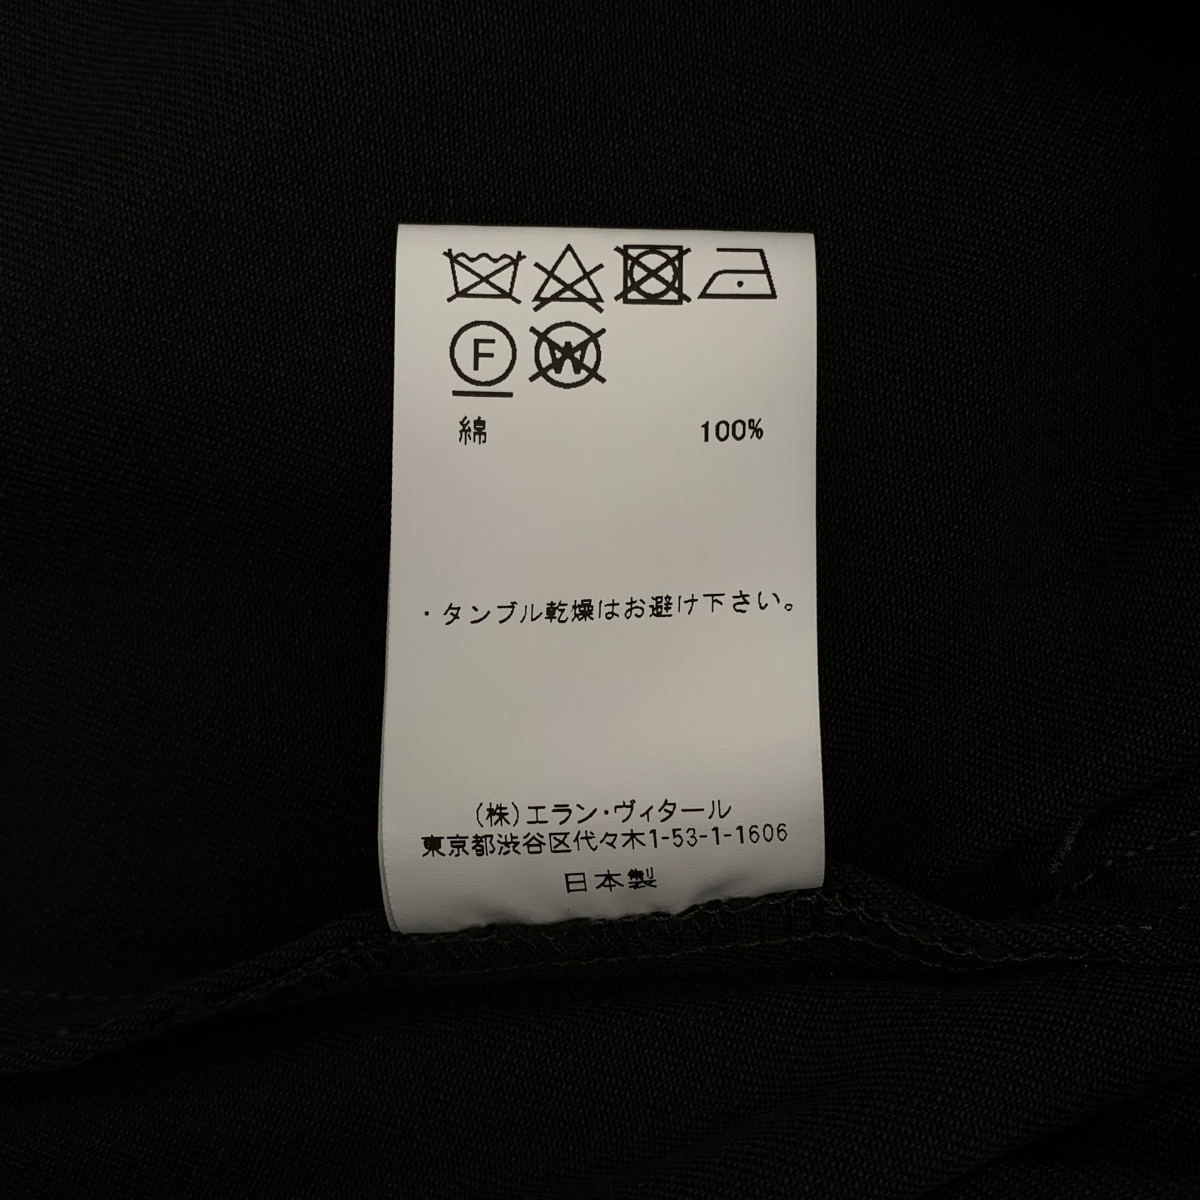 F W
綿 100%
・タンブル乾燥はお避け下さい。
(株)エラン・ヴィタール
東京都渋谷区代々木1-53-1-1606
日本製